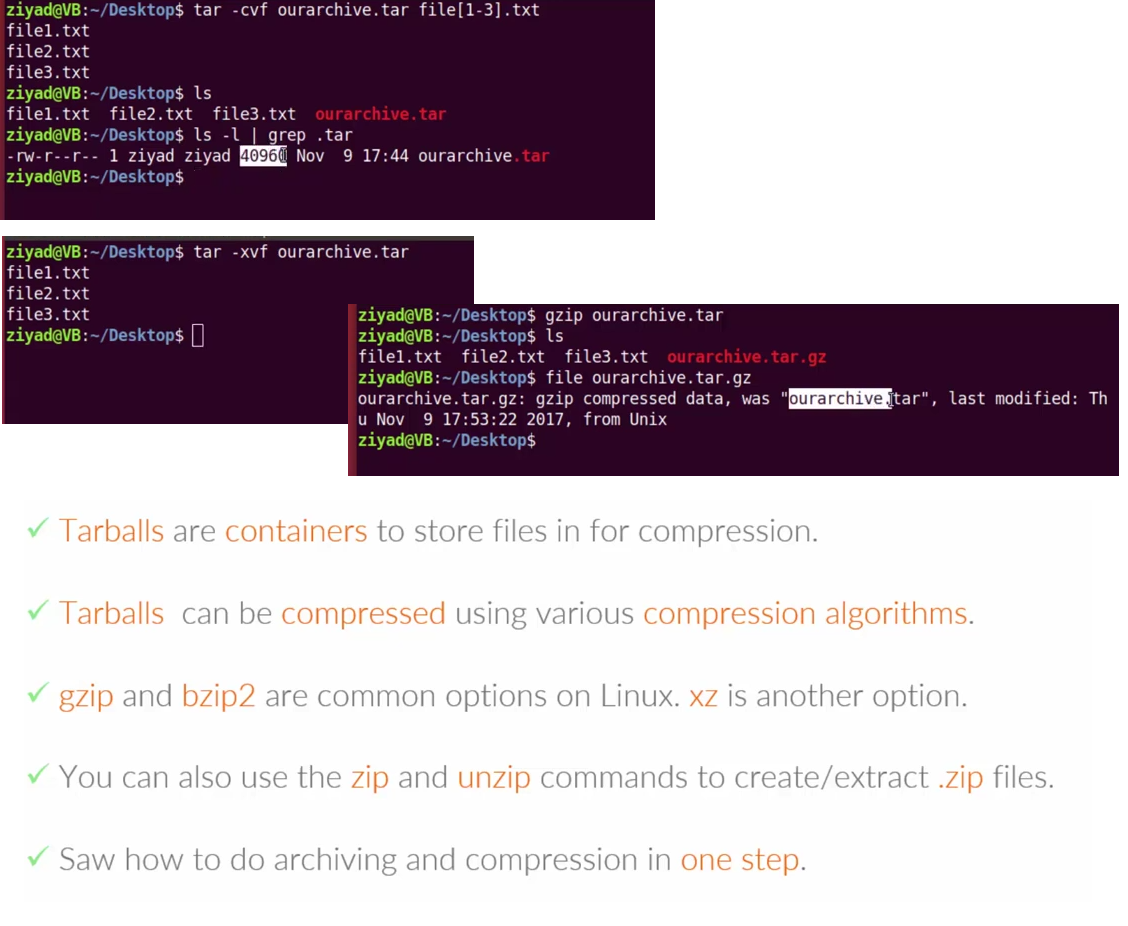 ziyad@VB:~/Desktop$ tar -cvf ourarchive.tar file[1-3].txt
file1.txt
file2.txt
file3.txt
ziyad@VB:~/Desktop$ ls
file1.txt  file2.txt  file3.txt  ourarchive.tar
ziyad@VB:~/Desktop$ ls -l | grep .tar
-rw-r--r-- 1 ziyad ziyad 40960 Nov  9 17:44 ourarchive.tar
ziyad@VB:~/Desktop$
ziyad@VB:~/Desktop$ tar -xvf ourarchive.tar
file1.txt
file2.txt
file3.txt
ziyad@VB:~/Desktop$
ziyad@VB:~/Desktop$ gzip ourarchive.tar
ziyad@VB:~/Desktop$ ls
file1.txt  file2.txt  file3.txt  ourarchive.tar.gz
ziyad@VB:~/Desktop$ file ourarchive.tar.gz
ourarchive.tar.gz: gzip compressed data, was "ourarchive.tar", last modified: Th
u Nov  9 17:53:22 2017, from Unix
ziyad@VB:~/Desktop$
✓ Tarballs are containers to store files in for compression.
✓ Tarballs can be compressed using various compression algorithms.
✓ gzip and bzip2 are common options on Linux. xz is another option.
✓ You can also use the zip and unzip commands to create/extract .zip files.
✓ Saw how to do archiving and compression in one step.